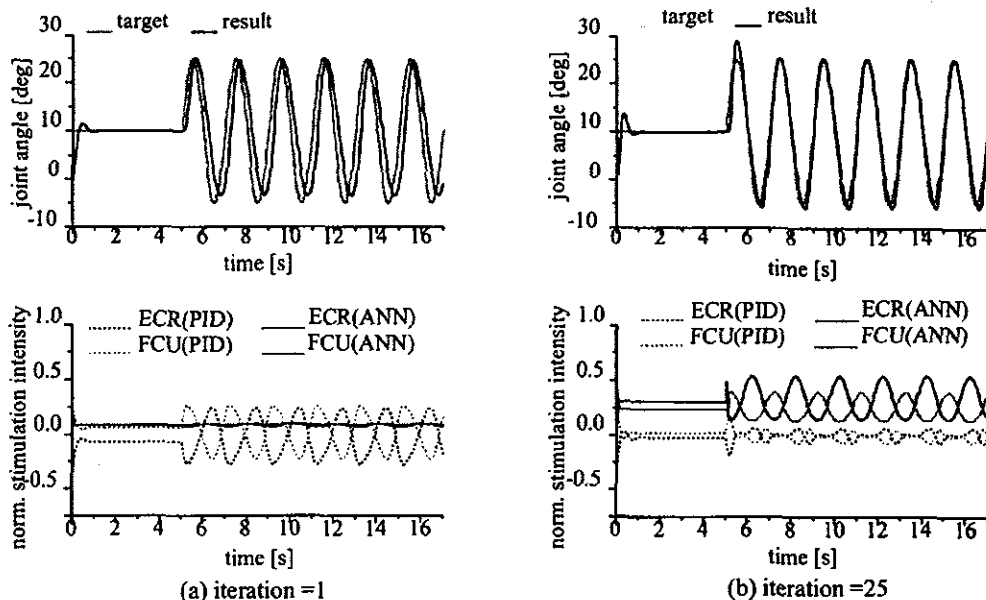 target result
30
20
10
0
-10
joint angle [deg]
0 2 4 6 8 10 12 14 16
time [s]
ECR(PID) ECR(ANN)
FCU(PID) FCU(ANN)
1.0
0.5
0.0
-0.5
norm. stimulation intensity
0 2 4 6 8 10 12 14 16
time [s]
(a) iteration =1
target result
30
20
10
0
-10
joint angle [deg]
0 2 4 6 8 10 12 14 16
time [s]
ECR(PID) ECR(ANN)
FCU(PID) FCU(ANN)
1.0
0.5
0.0
-0.5
norm. stimulation intensity
0 2 4 6 8 10 12 14 16
time [s]
(b) iteration =25